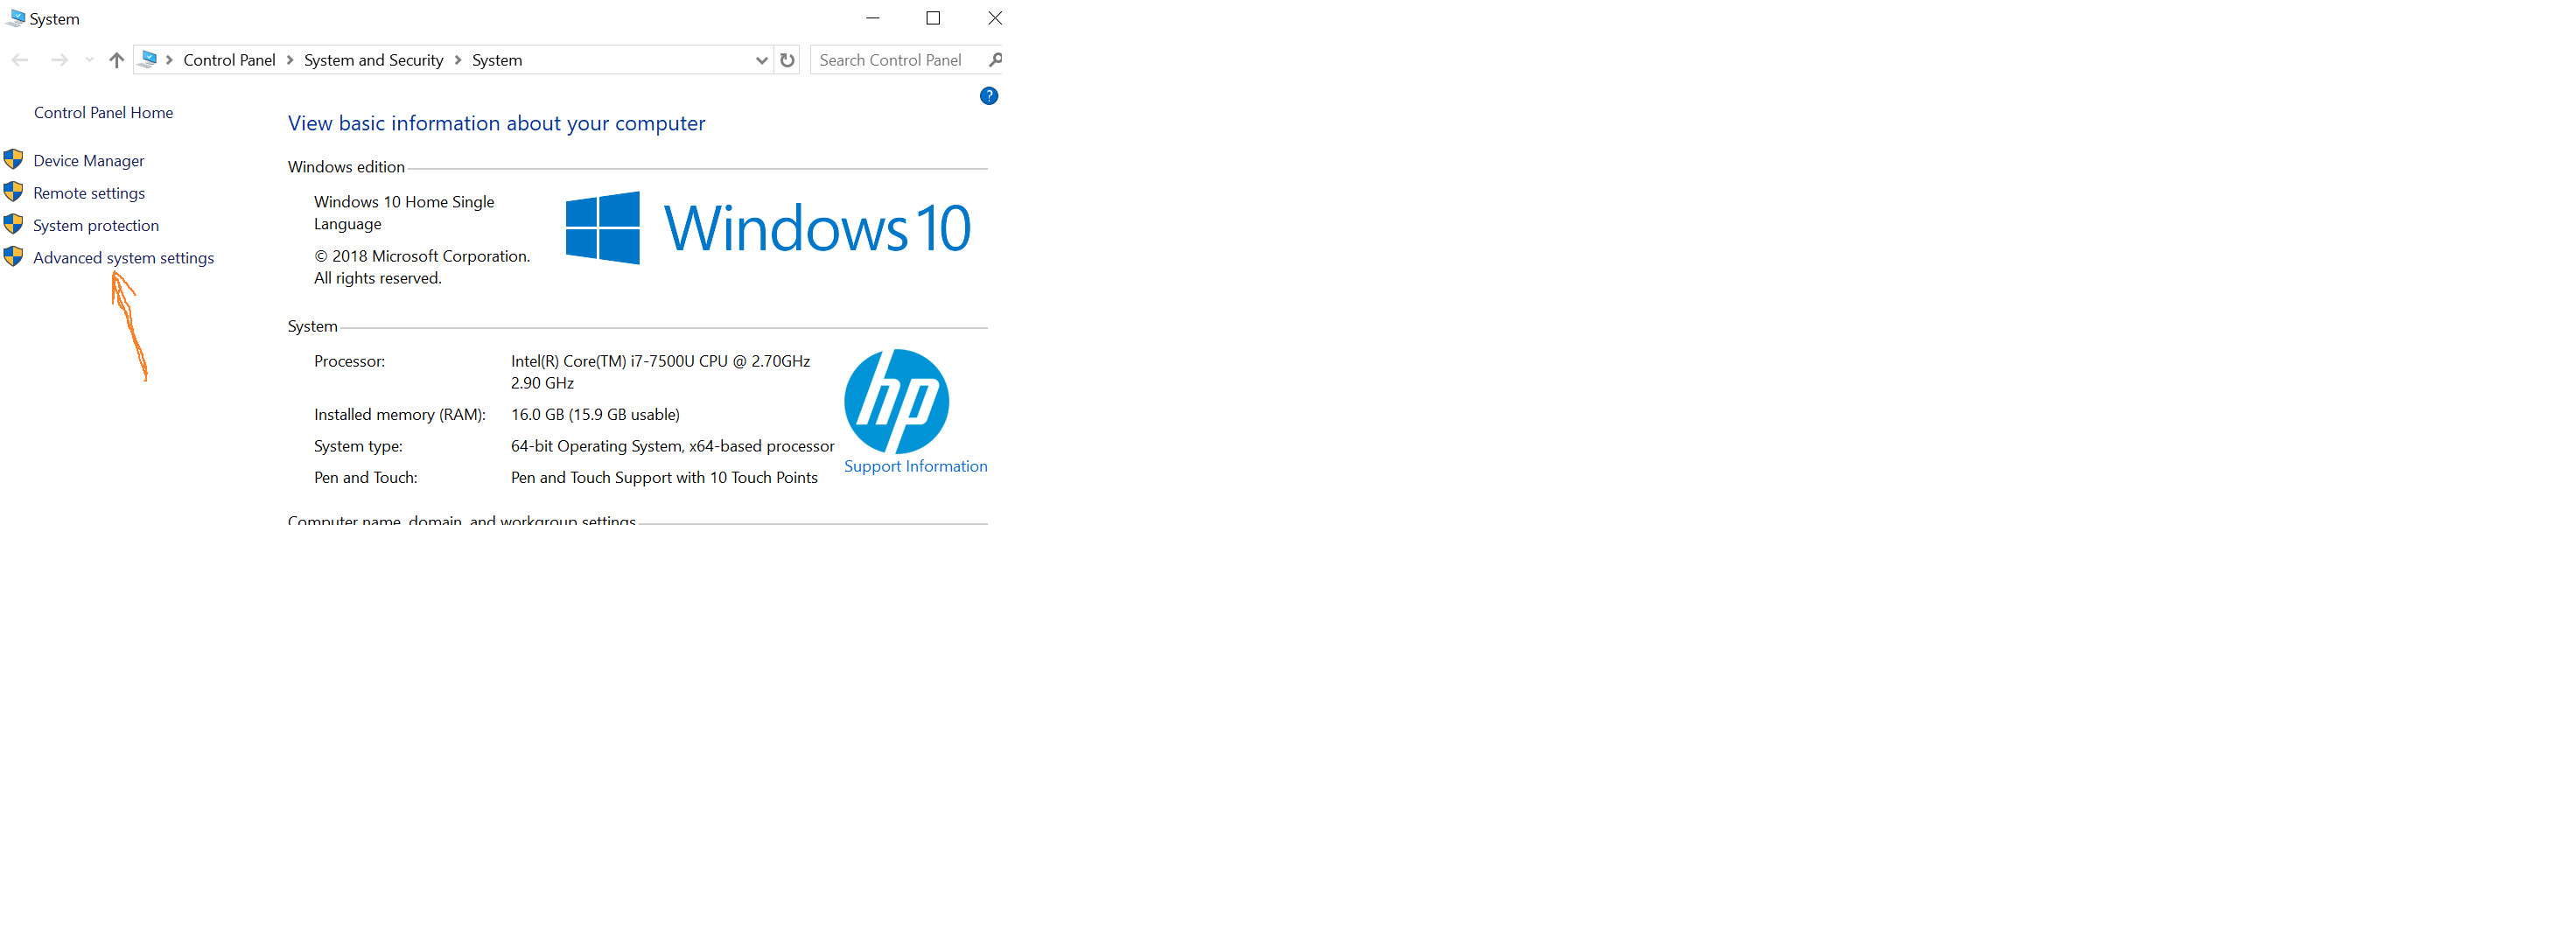 System
Control Panel System and Security System
Search Control Panel
?
Control Panel Home
Device Manager
Remote settings
System protection
Advanced system settings
View basic information about your computer
Windows edition
Windows 10 Home Single
Language
© 2018 Microsoft Corporation.
All rights reserved.
Windows 10
System
Processor: Intel(R) Core(TM) i7-7500U CPU @ 2.70GHz
2.90 GHz
Installed memory (RAM): 16.0 GB (15.9 GB usable)
System type: 64-bit Operating System, x64-based processor
Pen and Touch: Pen and Touch Support with 10 Touch Points
hp
Support Information
Computer name, domain, and workgroup settings